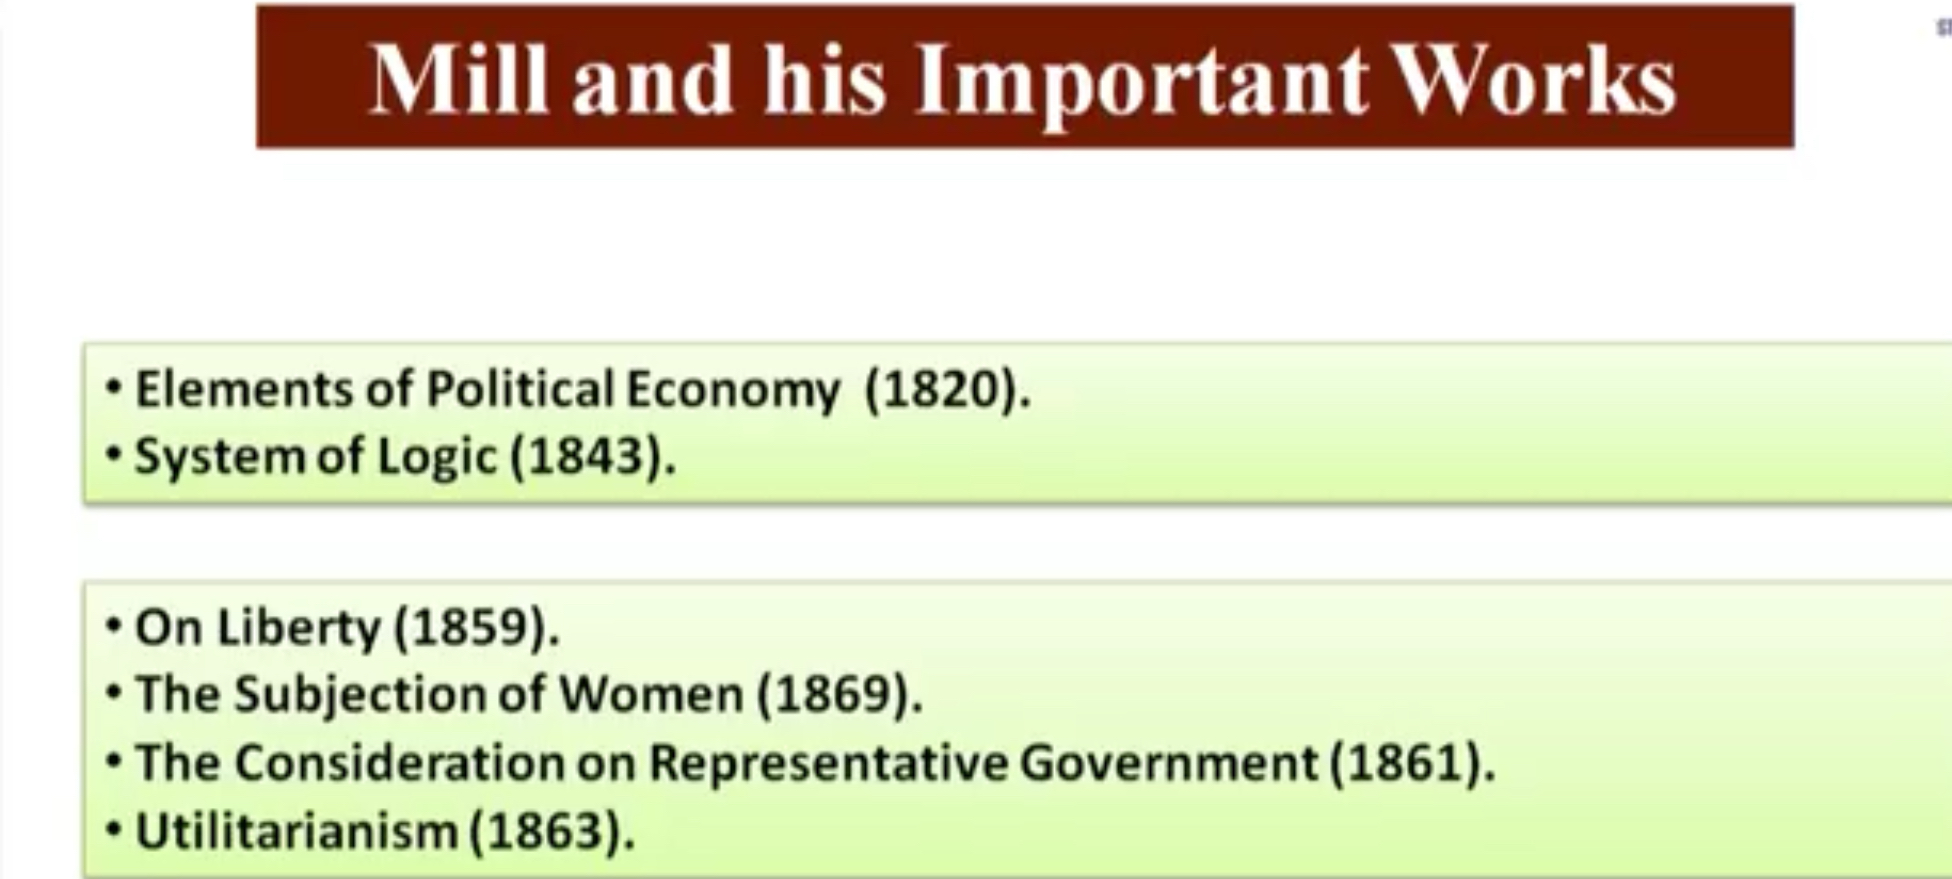 Mill and his Important Works
• Elements of Political Economy (1820).
• System of Logic (1843).
• On Liberty (1859).
• The Subjection of Women (1869).
• The Consideration on Representative Government (1861).
• Utilitarianism (1863).